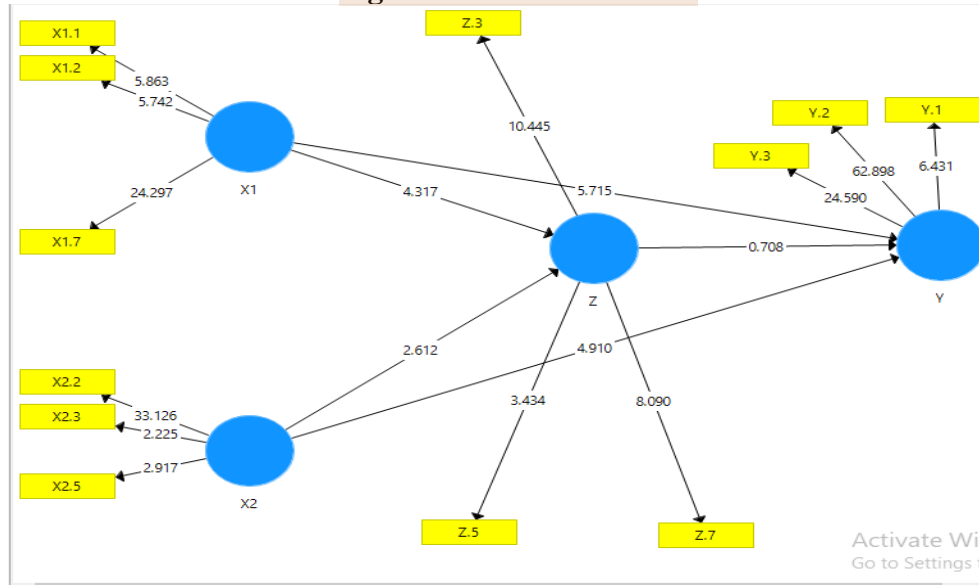 Z.3
X1.1
X1.2
5.863
5.742
Y.2
Y.1
10.445
Y.3
62.898
6.431
24.590
X1
24.297
4.317
5.715
X1.7
0.708
Z
Y
2.612
4.910
X2.2
3.434
8.090
33.126
X2.3
2.225
2.917
X2.5
X2
Z.5
Z.7
Activate Wi
Go to Settings